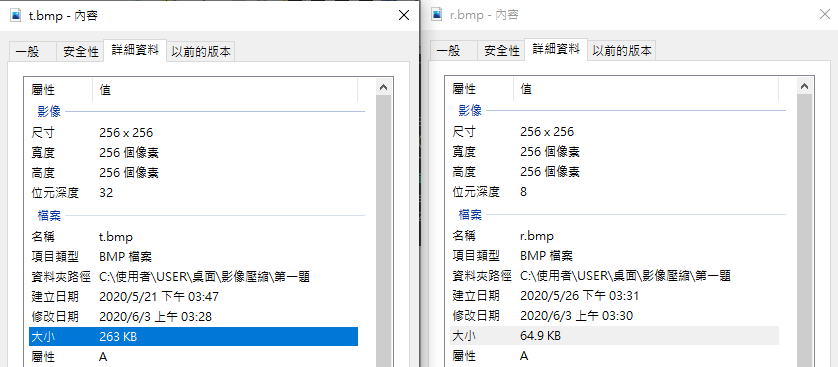 t.bmp - 內容
一般 安全性 詳細資料 以前的版本
屬性 值
影像
尺寸 256 x 256
寬度 256 個像素
高度 256 個像素
位元深度 32
檔案
名稱 t.bmp
項目類型 BMP 檔案
資料夾路徑 C:\使用者\USER\桌面\影像壓縮\第一題
建立日期 2020/5/21 下午 03:47
修改日期 2020/6/3 上午 03:28
大小 263 KB
屬性 A
r.bmp - 內容
一般 安全性 詳細資料 以前的版本
屬性 值
影像
尺寸 256 x 256
寬度 256 個像素
高度 256 個像素
位元深度 8
檔案
名稱 r.bmp
項目類型 BMP 檔案
資料夾路徑 C:\使用者\USER\桌面\影像壓縮\第一題
建立日期 2020/5/26 下午 03:31
修改日期 2020/6/3 上午 03:30
大小 64.9 KB
屬性 A